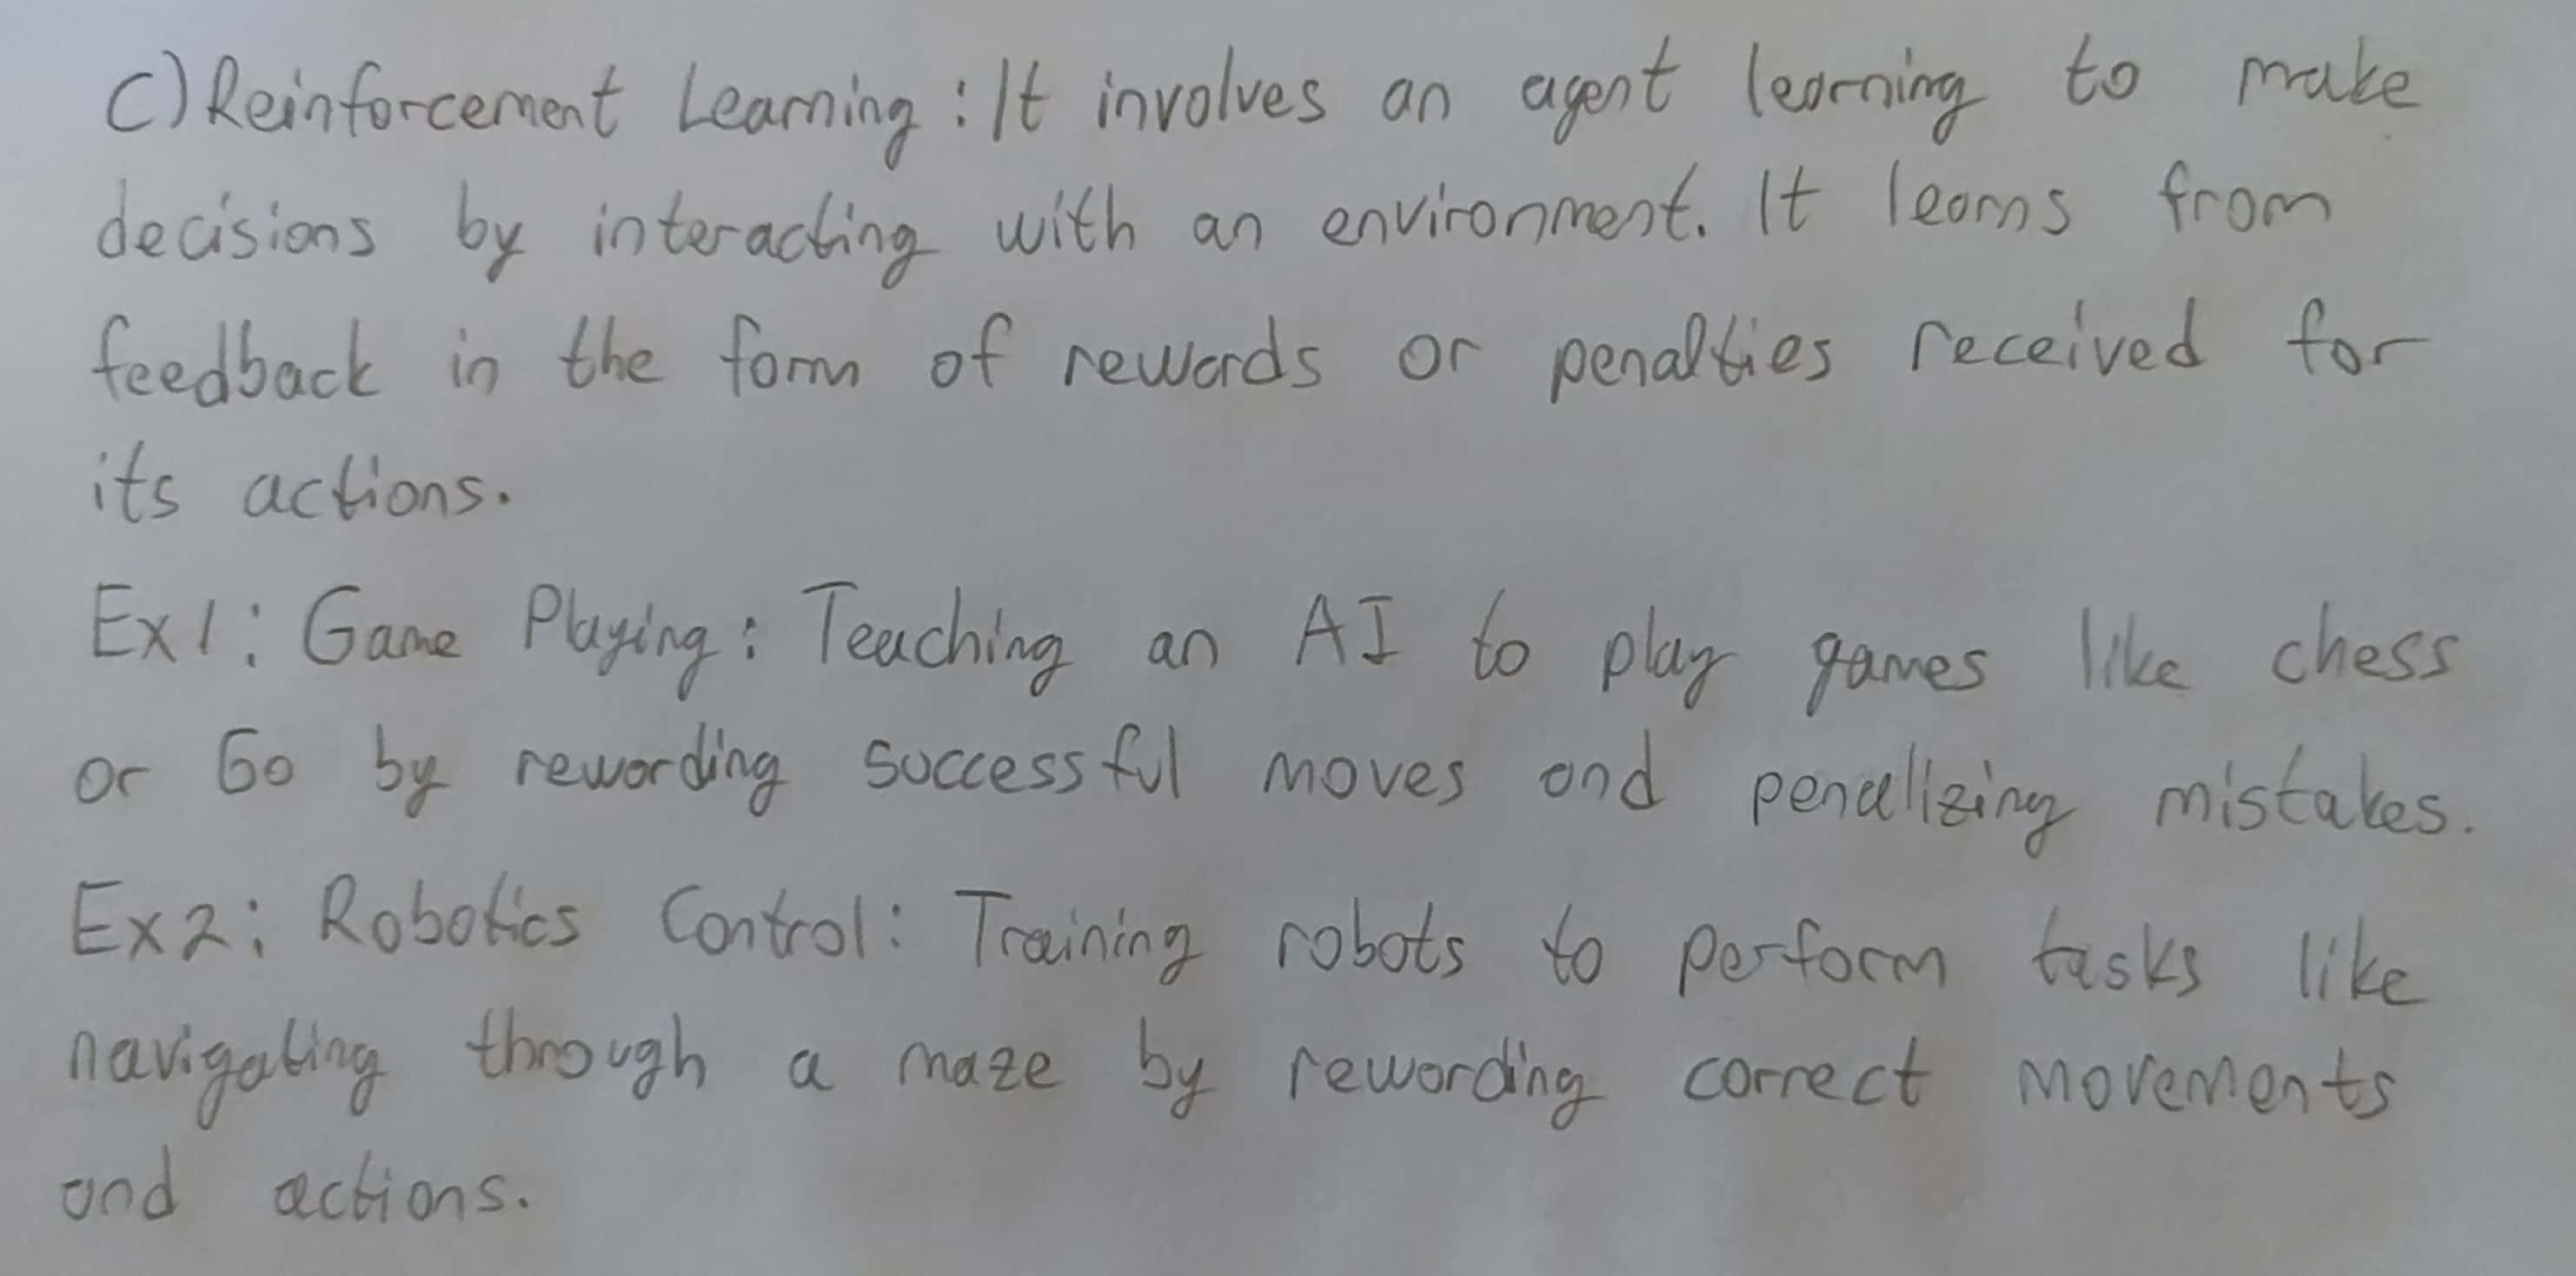 C) Reinforcement Learning : It involves an agent learning to make
decisions by interacting with an environment. It learns from
feedback in the form of rewards or penalties received for
its actions.
Ex1: Game Playing: Teaching an AI to play games like chess
or Go by rewarding successful moves and penalizing mistakes.
Ex2: Robotics Control: Training robots to perform tasks like
navigating through a maze by rewarding correct movements
and actions.